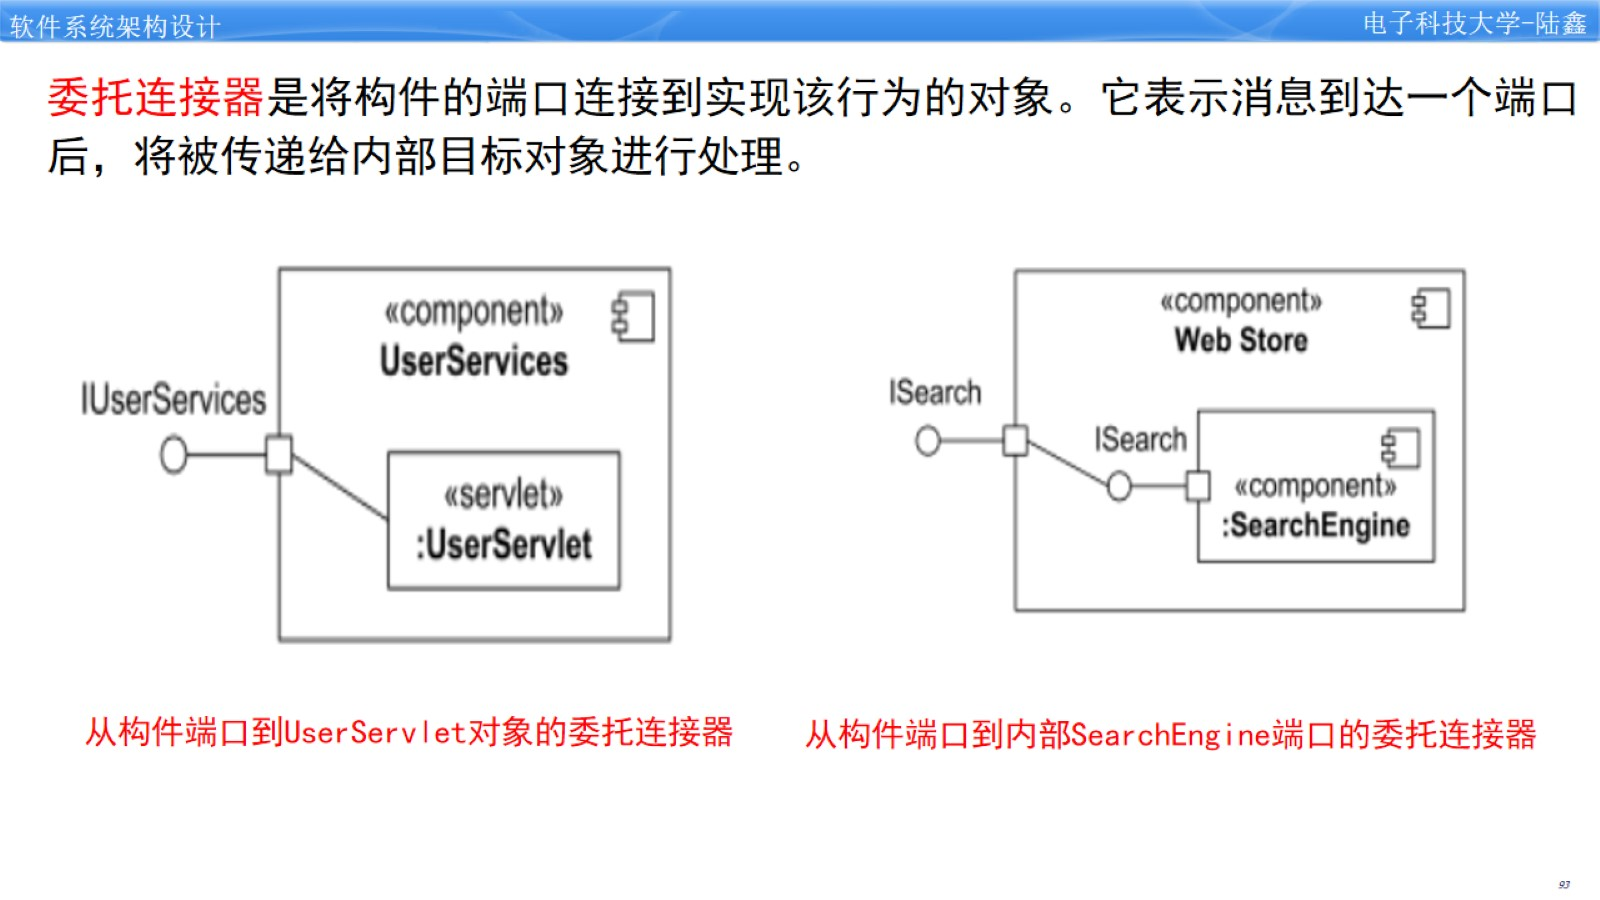 软件系统架构设计
电子科技大学-陆鑫
委托连接器是将构件的端口连接到实现该行为的对象。它表示消息到达一个端口
后，将被传递给内部目标对象进行处理。
«component»
UserServices
IUserServices
«servlet»
:UserServlet
«component»
Web Store
ISearch
ISearch
«component»
:SearchEngine
从构件端口到UserServlet对象的委托连接器
从构件端口到内部SearchEngine端口的委托连接器
93